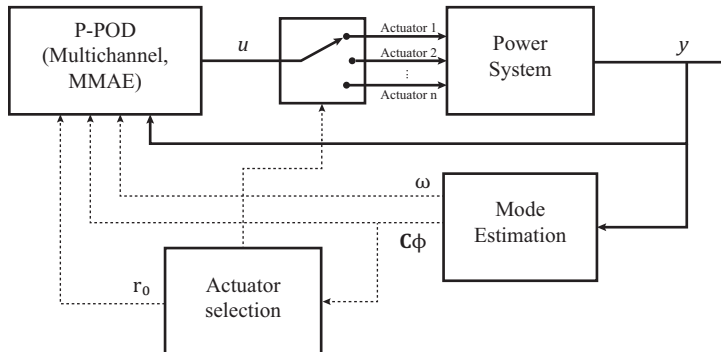 P-POD
(Multichannel,
MMAE)
u
Actuator 1
Actuator 2
⋮
Actuator n
Power
System
y
ω
Cϕ
Mode
Estimation
r₀
Actuator
selection